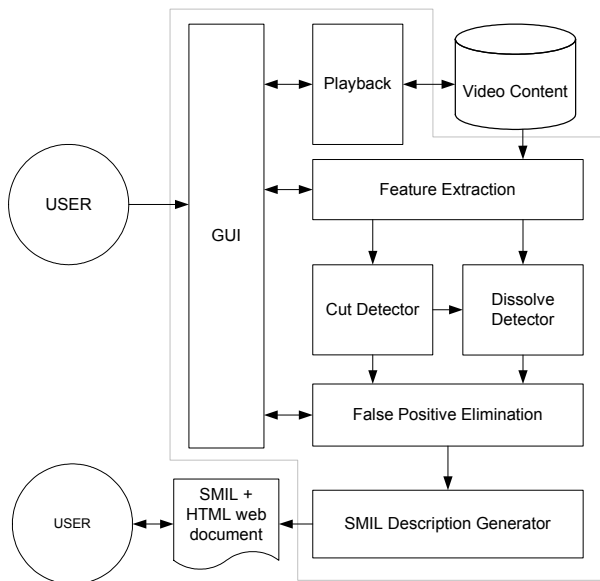 Playback
Video Content
Feature Extraction
USER
GUI
Cut Detector
Dissolve
Detector
False Positive Elimination
SMIL +
HTML web
document
USER
SMIL Description Generator